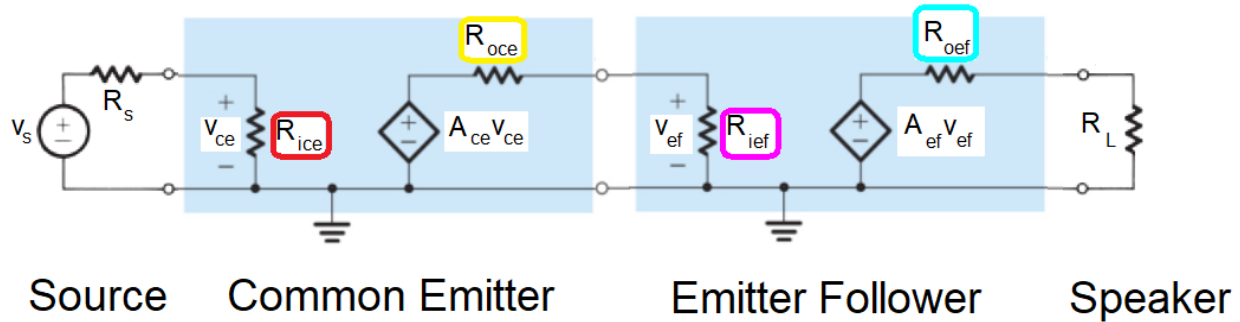 v_s
+
−
R_s
+
v_ce
−
R_ice
+
−
A_ce v_ce
R_oce
+
v_ef
−
R_ief
+
−
A_ef v_ef
R_oef
R_L
Source
Common Emitter
Emitter Follower
Speaker